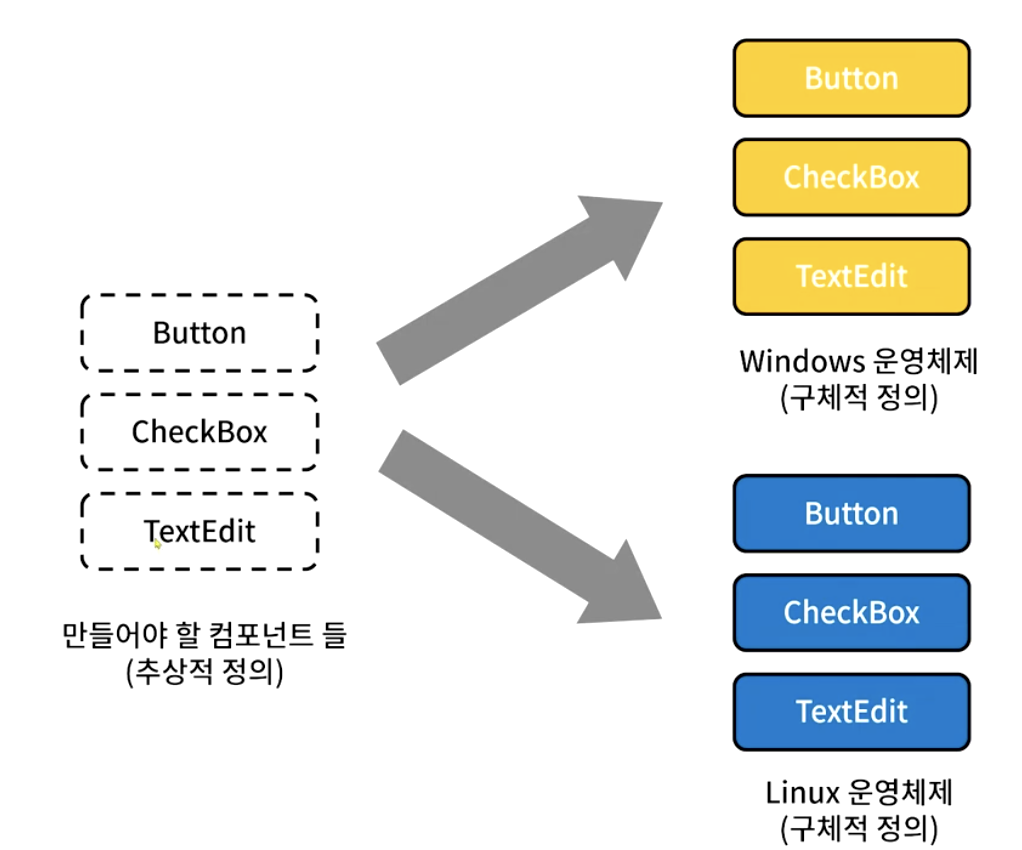 Button
CheckBox
TextEdit
만들어야 할 컴포넌트 들
(추상적 정의)
Button
CheckBox
TextEdit
Windows 운영체제
(구체적 정의)
Button
CheckBox
TextEdit
Linux 운영체제
(구체적 정의)